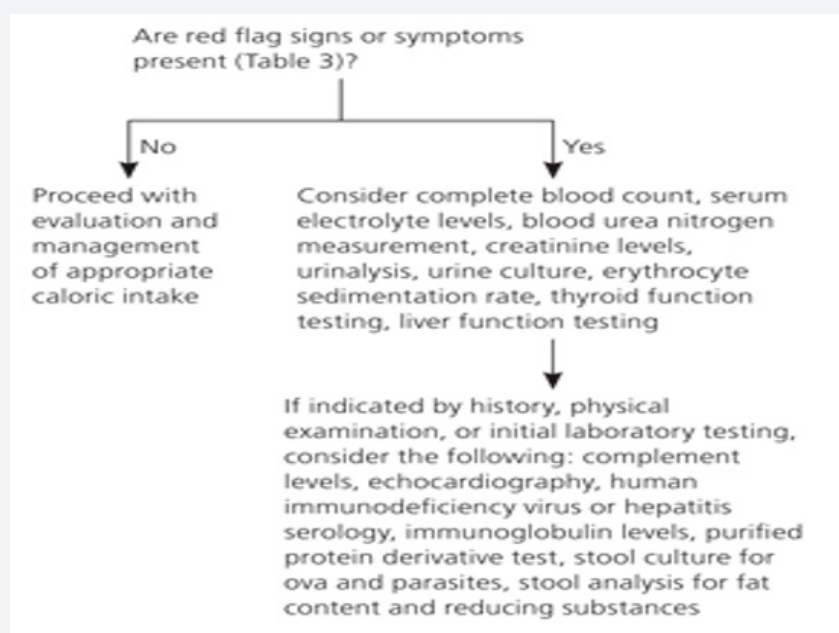 Are red flag signs or symptoms
present (Table 3)?
No
Yes
Proceed with
evaluation and
management
of appropriate
caloric intake
Consider complete blood count, serum
electrolyte levels, blood urea nitrogen
measurement, creatinine levels,
urinalysis, urine culture, erythrocyte
sedimentation rate, thyroid function
testing, liver function testing
If indicated by history, physical
examination, or initial laboratory testing,
consider the following: complement
levels, echocardiography, human
immunodeficiency virus or hepatitis
serology, immunoglobulin levels, purified
protein derivative test, stool culture for
ova and parasites, stool analysis for fat
content and reducing substances